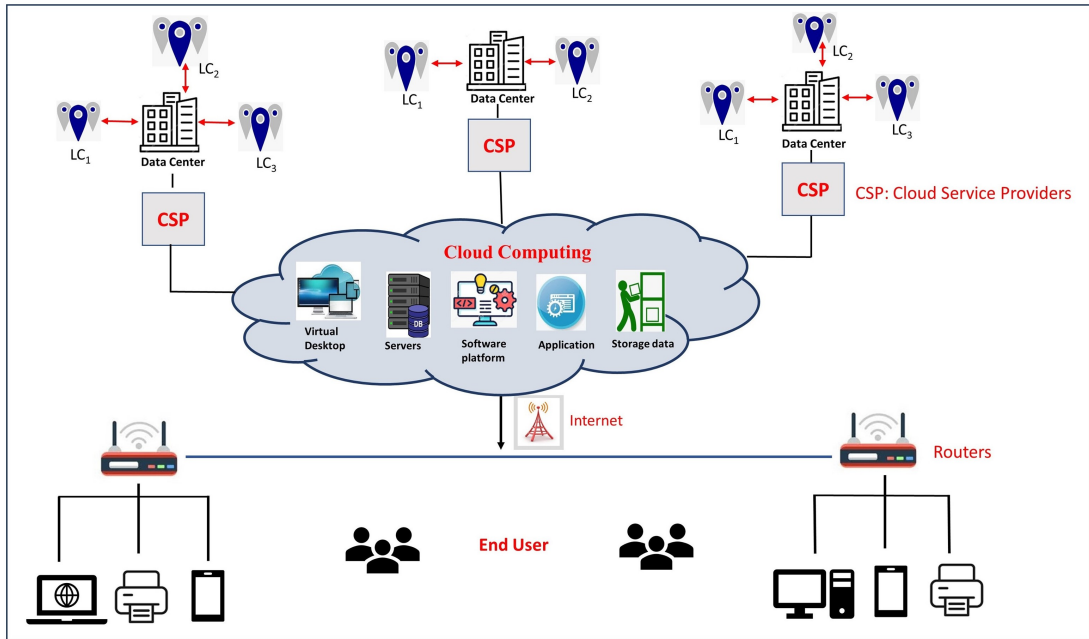 LC₂
LC₁
LC₃
Data Center
CSP
LC₁
LC₂
Data Center
CSP
LC₂
LC₁
LC₃
Data Center
CSP
CSP: Cloud Service Providers
Cloud Computing
Virtual
Desktop
DB
Servers
</>
Software
platform
Application
Storage data
Internet
Routers
End User